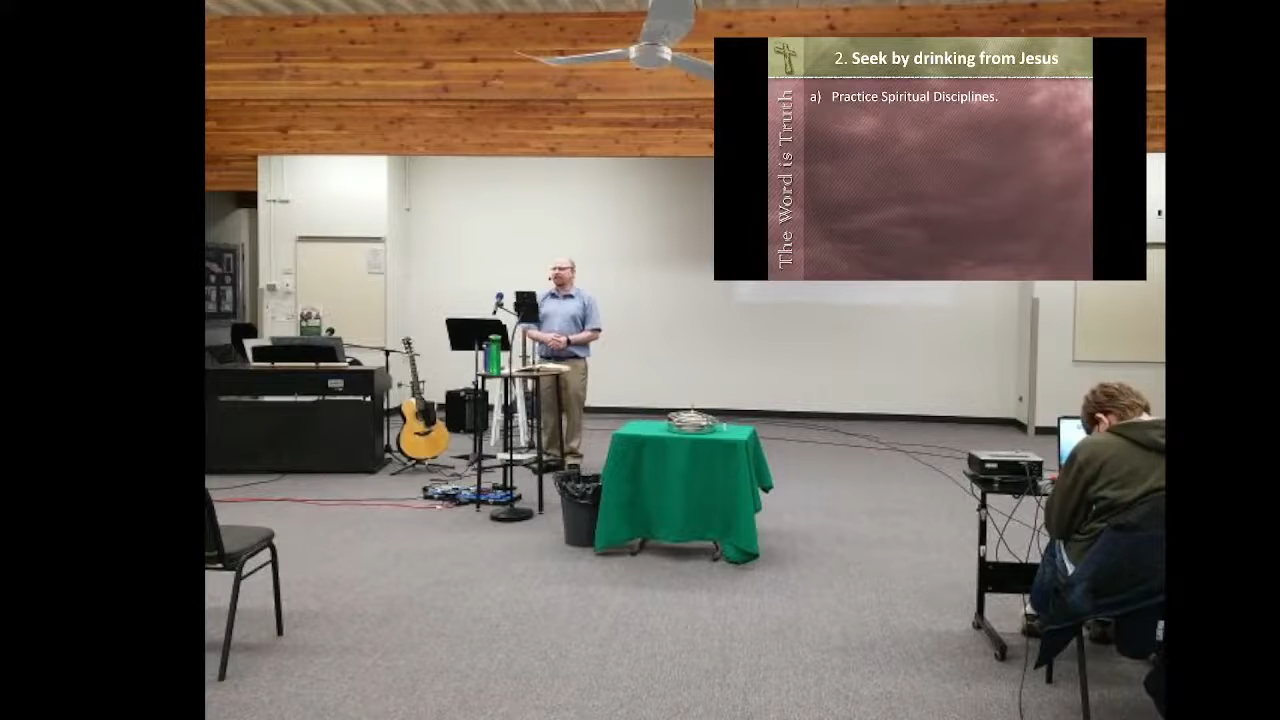 2. Seek by drinking from Jesus
a) Practice Spiritual Disciplines.
The Word is Truth